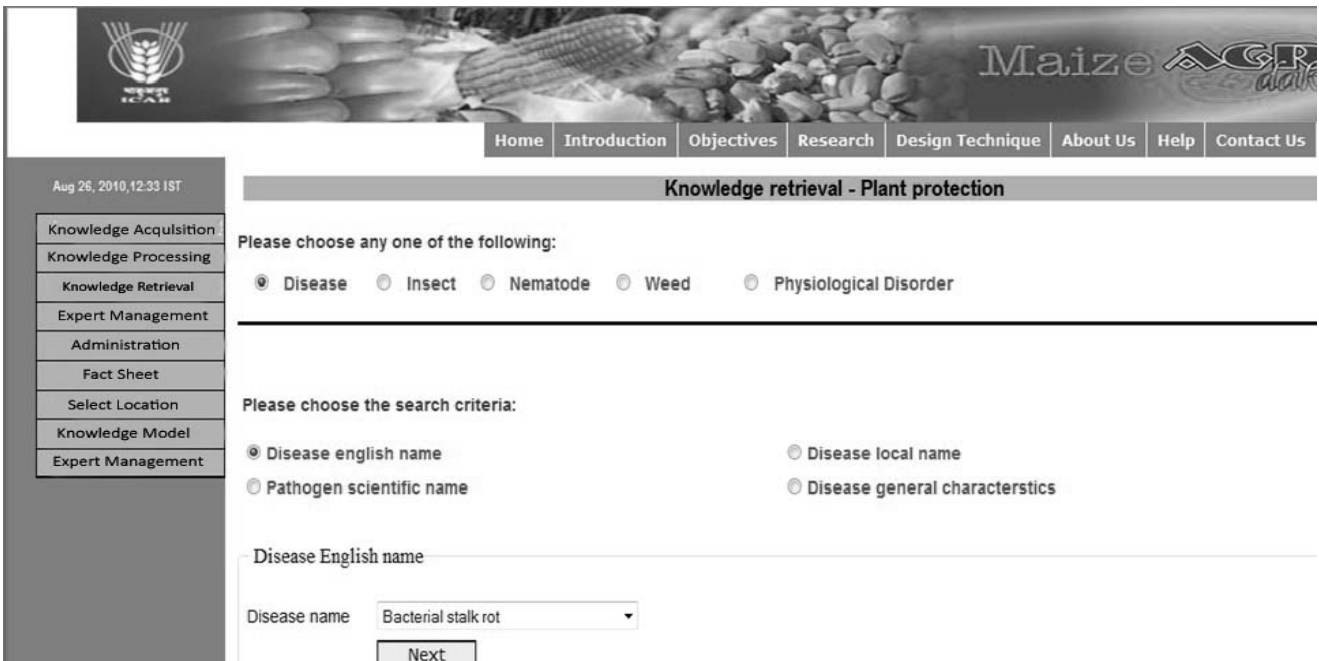 भाकृअनुप
ICAR
Maize AGR
dak
Home Introduction Objectives Research Design Technique About Us Help Contact Us
Aug 26, 2010,12:33 IST
Knowledge retrieval - Plant protection
Knowledge Acqulsition
Knowledge Processing
Knowledge Retrieval
Expert Management
Administration
Fact Sheet
Select Location
Knowledge Model
Expert Management
Please choose any one of the following:
Disease Insect Nematode Weed Physiological Disorder
Please choose the search criteria:
Disease english name Disease local name
Pathogen scientific name Disease general characterstics
Disease English name
Disease name Bacterial stalk rot
Next